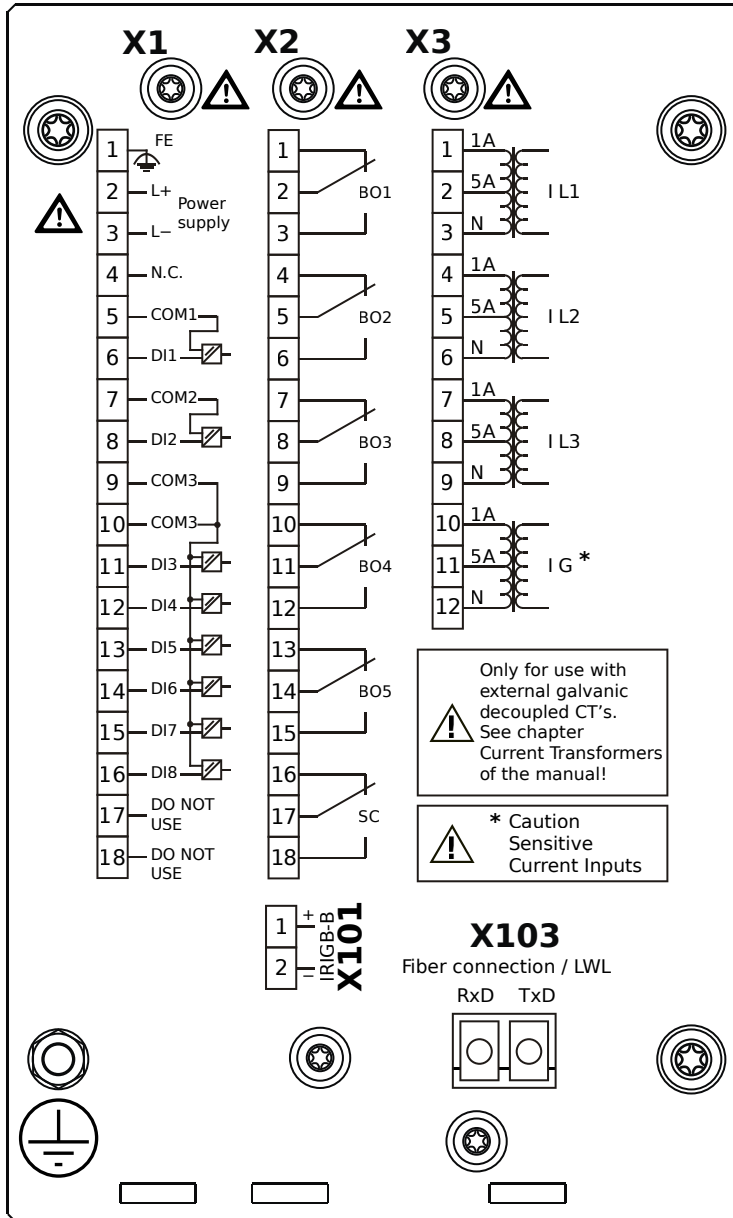 X1 X2 X3
1 FE
2 L+
Power
supply
3 L−
4 N.C.
5 COM1
6 DI1
7 COM2
8 DI2
9 COM3
10 COM3
11 DI3
12 DI4
13 DI5
14 DI6
15 DI7
16 DI8
17 DO NOT
USE
18 DO NOT
USE
1
2 BO1
3
4
5 BO2
6
7
8 BO3
9
10
11 BO4
12
13
14 BO5
15
16
17 SC
18
1 1A
2 5A I L1
3 N
4 1A
5 5A I L2
6 N
7 1A
8 5A I L3
9 N
10 1A
11 5A I G *
12 N
Only for use with
external galvanic
decoupled CT's.
See chapter
Current Transformers
of the manual!
* Caution
Sensitive
Current Inputs
1 +
2 −
IRIGB-B
X101
X103
Fiber connection / LWL
RxD TxD